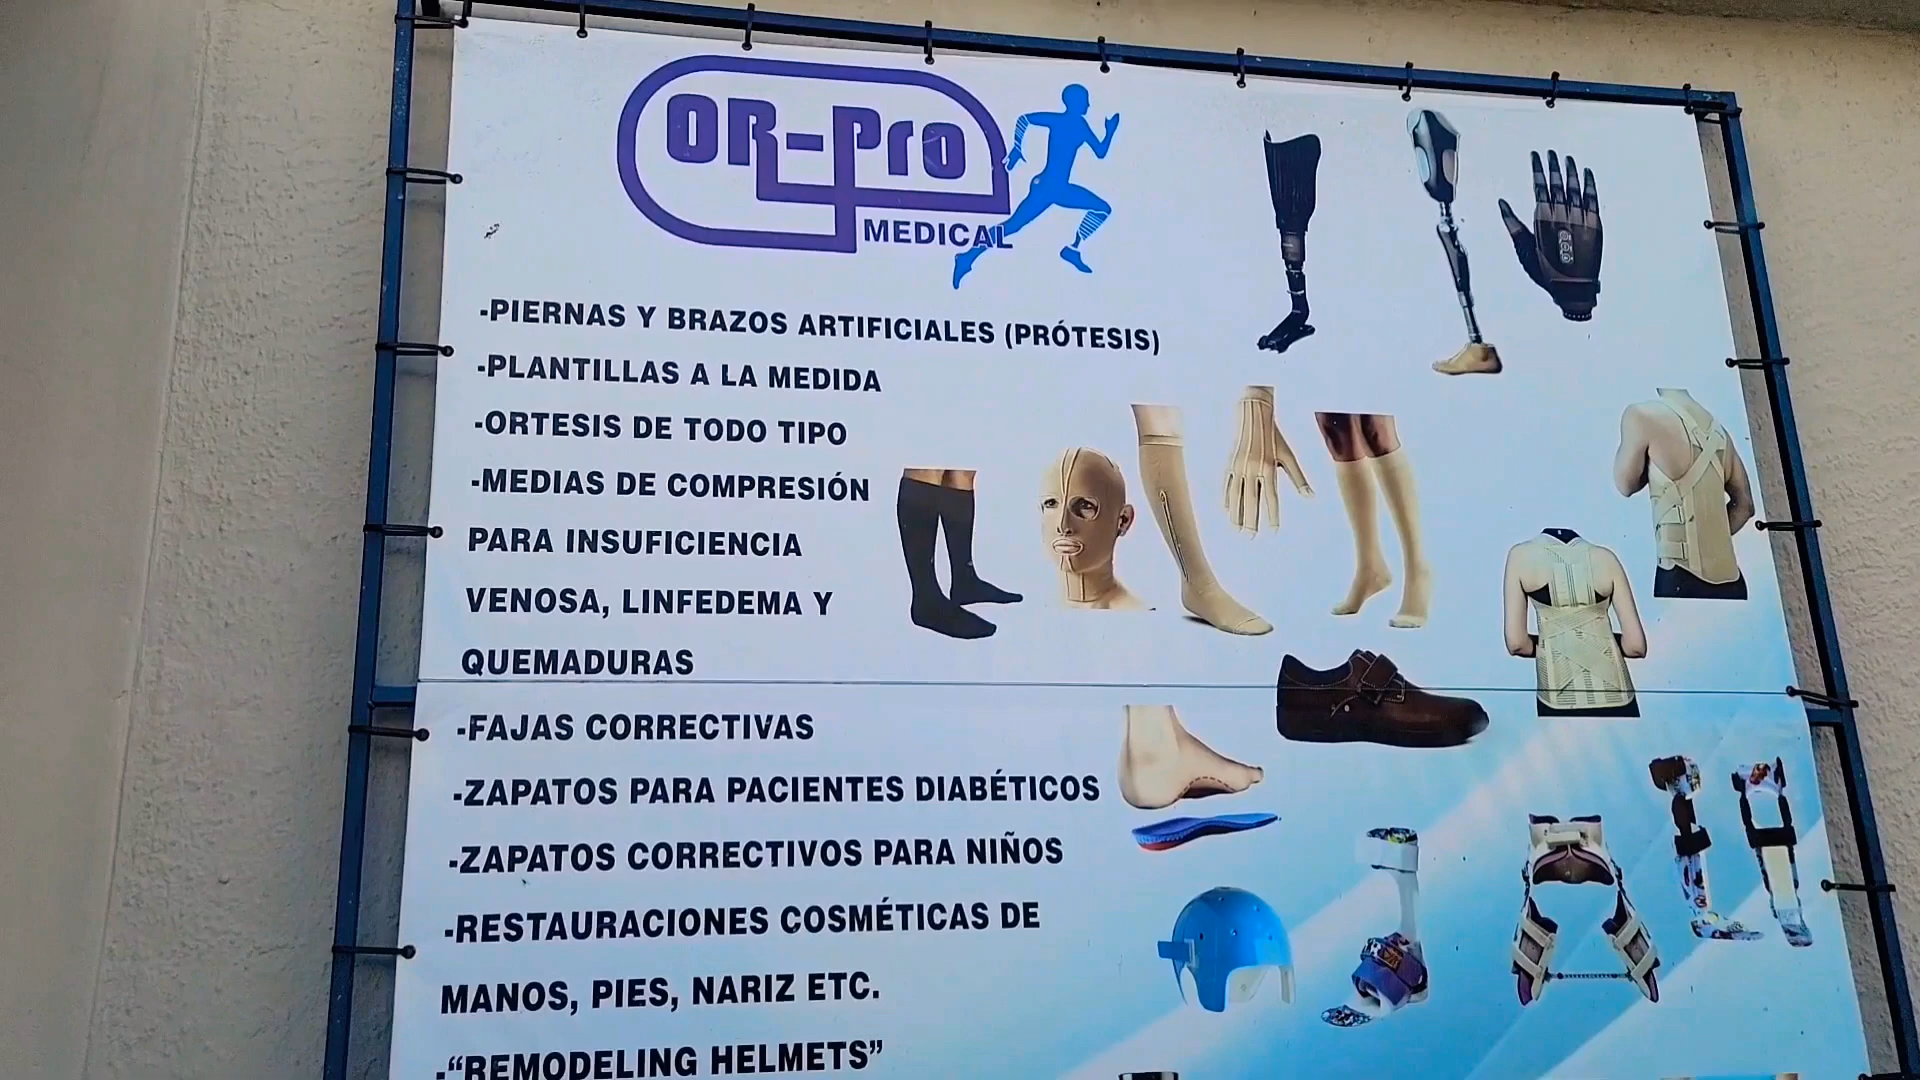 OR-Pro
MEDICAL
-PIERNAS Y BRAZOS ARTIFICIALES (PRÓTESIS)
-PLANTILLAS A LA MEDIDA
-ORTESIS DE TODO TIPO
-MEDIAS DE COMPRESIÓN
PARA INSUFICIENCIA
VENOSA, LINFEDEMA Y
QUEMADURAS
-FAJAS CORRECTIVAS
-ZAPATOS PARA PACIENTES DIABÉTICOS
-ZAPATOS CORRECTIVOS PARA NIÑOS
-RESTAURACIONES COSMÉTICAS DE
MANOS, PIES, NARIZ ETC.
-“REMODELING HELMETS”